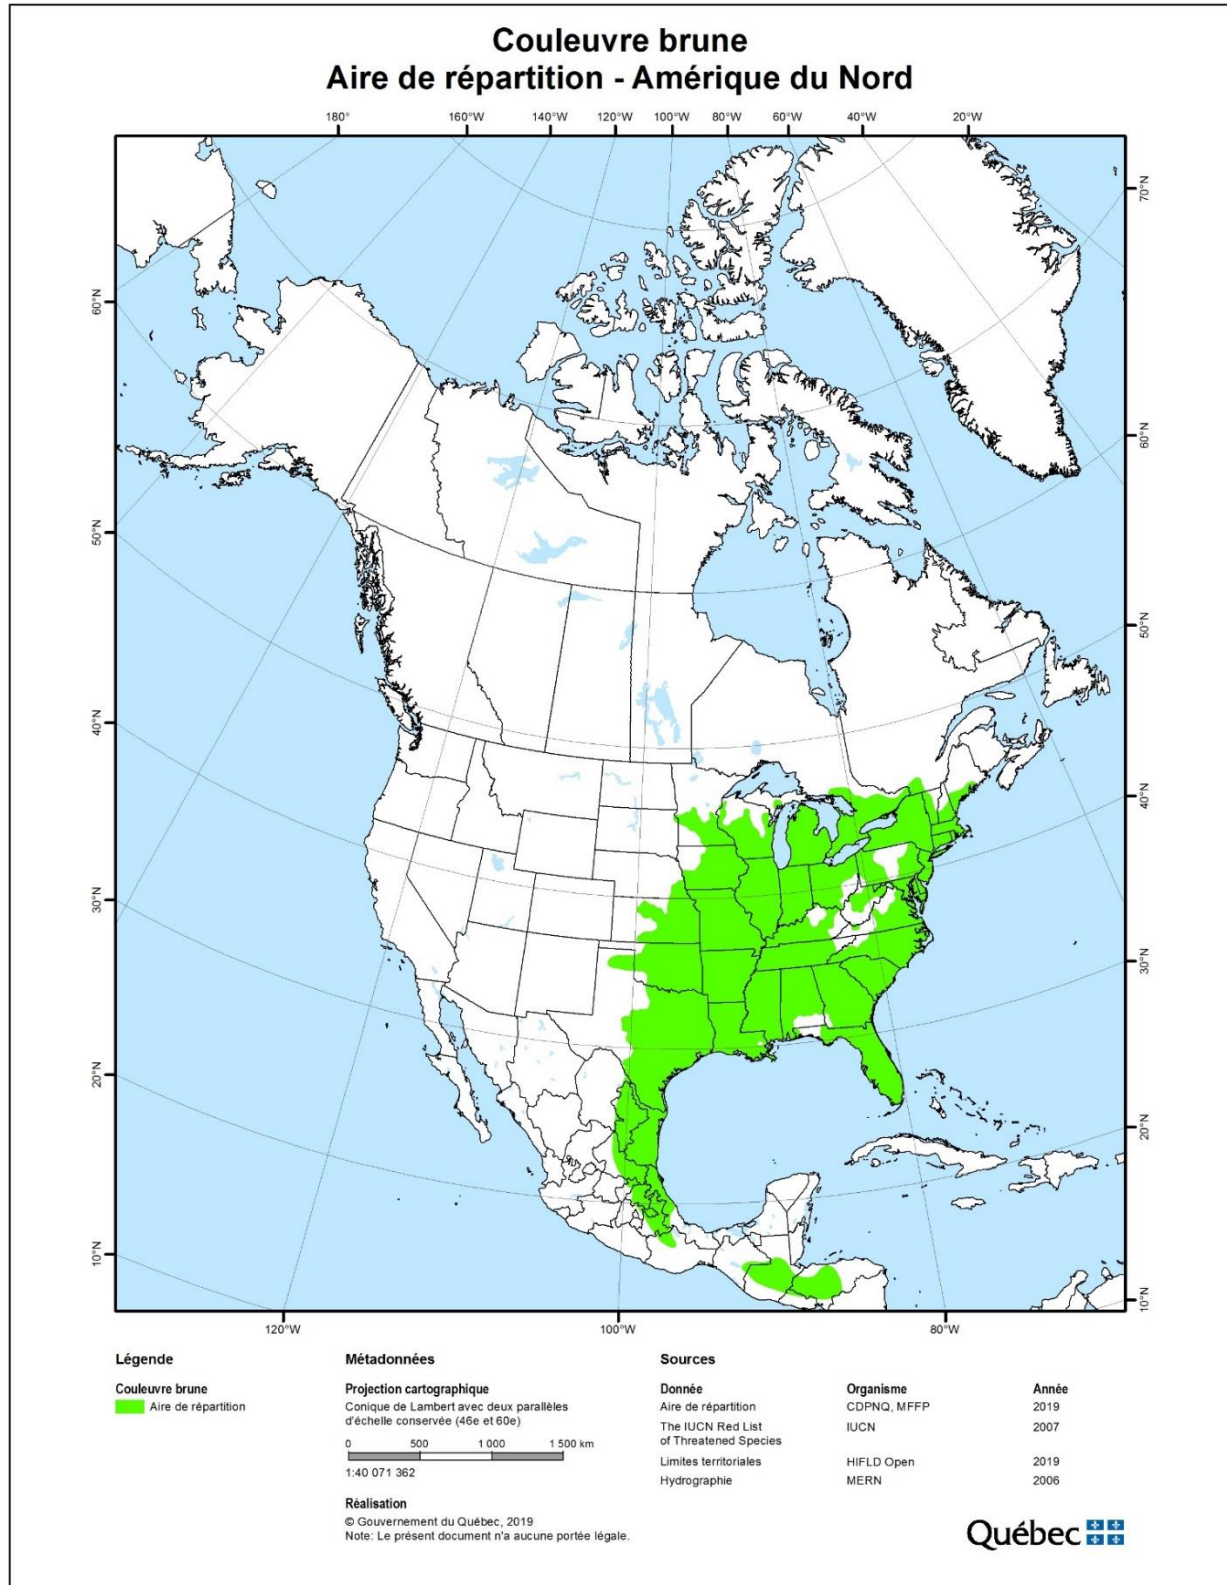 Couleuvre brune
Aire de répartition - Amérique du Nord
180° 160°W 140°W 120°W 100°W 80°W 60°W 40°W 20°W
70°N
60°N
60°N
50°N
50°N
40°N
40°N
30°N
30°N
20°N
20°N
10°N
10°N
120°W 100°W 80°W
Légende
Couleuvre brune
Aire de répartition
Métadonnées
Projection cartographique
Conique de Lambert avec deux parallèles
d'échelle conservée (46e et 60e)
0 500 1 000 1 500 km
1:40 071 362
Réalisation
© Gouvernement du Québec, 2019
Note: Le présent document n'a aucune portée légale.
Sources
Donnée Organisme Année
Aire de répartition CDPNQ, MFFP 2019
The IUCN Red List IUCN 2007
of Threatened Species
Limites territoriales HIFLD Open 2019
Hydrographie MERN 2006
Québec